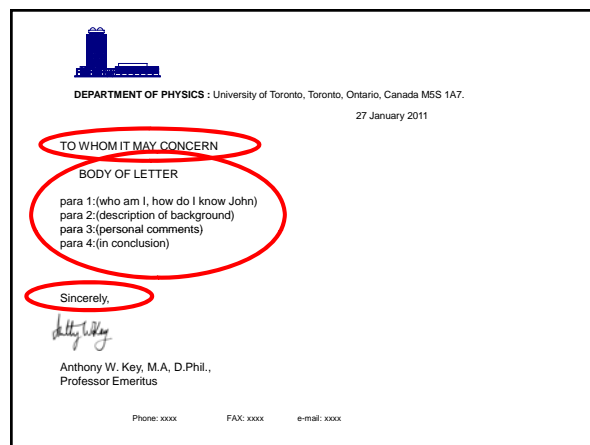 DEPARTMENT OF PHYSICS : University of Toronto, Toronto, Ontario, Canada M5S 1A7.
27 January 2011
TO WHOM IT MAY CONCERN
BODY OF LETTER
para 1:(who am I, how do I know John)
para 2:(description of background)
para 3:(personal comments)
para 4:(in conclusion)
Sincerely,
Anthony W. Key, M.A, D.Phil.,
Professor Emeritus
Phone: xxxx FAX: xxxx e-mail: xxxx